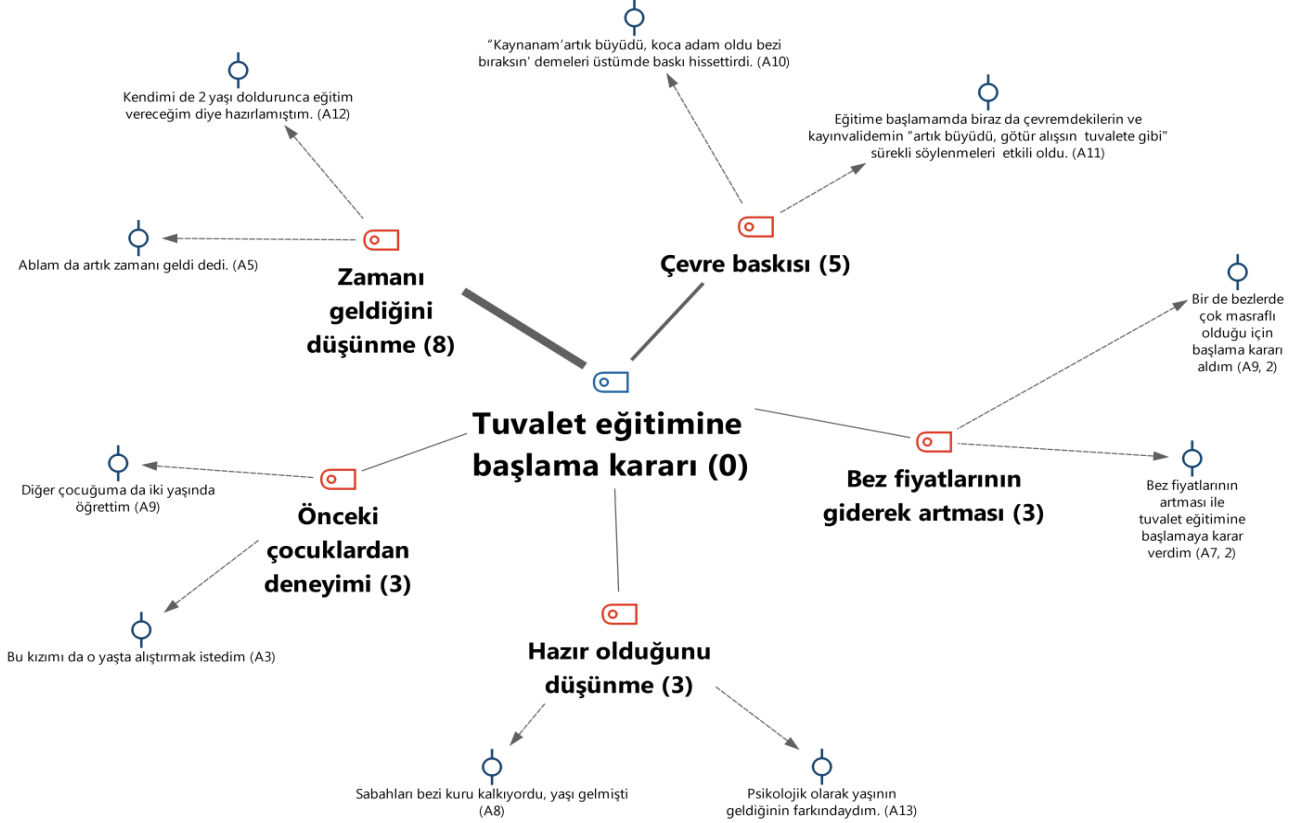 "Kaynanam‘artık büyüdü, koca adam oldu bezi
bıraksın’ demeleri üstümde baskı hissettirdi. (A10)
Kendimi de 2 yaşı doldurunca eğitim
vereceğim diye hazırlamıştım. (A12)
Eğitime başlamamda biraz da çevremdekilerin ve
kayınvalidemin "artık büyüdü, götür alışsın  tuvalete gibi"
sürekli söylenmeleri  etkili oldu. (A11)
Ablam da artık zamanı geldi dedi. (A5)
Zamanı
geldiğini
düşünme (8)
Çevre baskısı (5)
Bir de bezlerde
çok masraflı
olduğu için
başlama kararı
aldım (A9, 2)
Tuvalet eğitimine
başlama kararı (0)
Diğer çocuğuma da iki yaşında
öğrettim (A9)
Önceki
çocuklardan
deneyimi (3)
Bez fiyatlarının
giderek artması (3)
Bez fiyatlarının
artması ile
tuvalet eğitimine
başlamaya karar
verdim (A7, 2)
Bu kızımı da o yaşta alıştırmak istedim (A3)
Hazır olduğunu
düşünme (3)
Sabahları bezi kuru kalkıyordu, yaşı gelmişti
(A8)
Psikolojik olarak yaşının
geldiğinin farkındaydım. (A13)